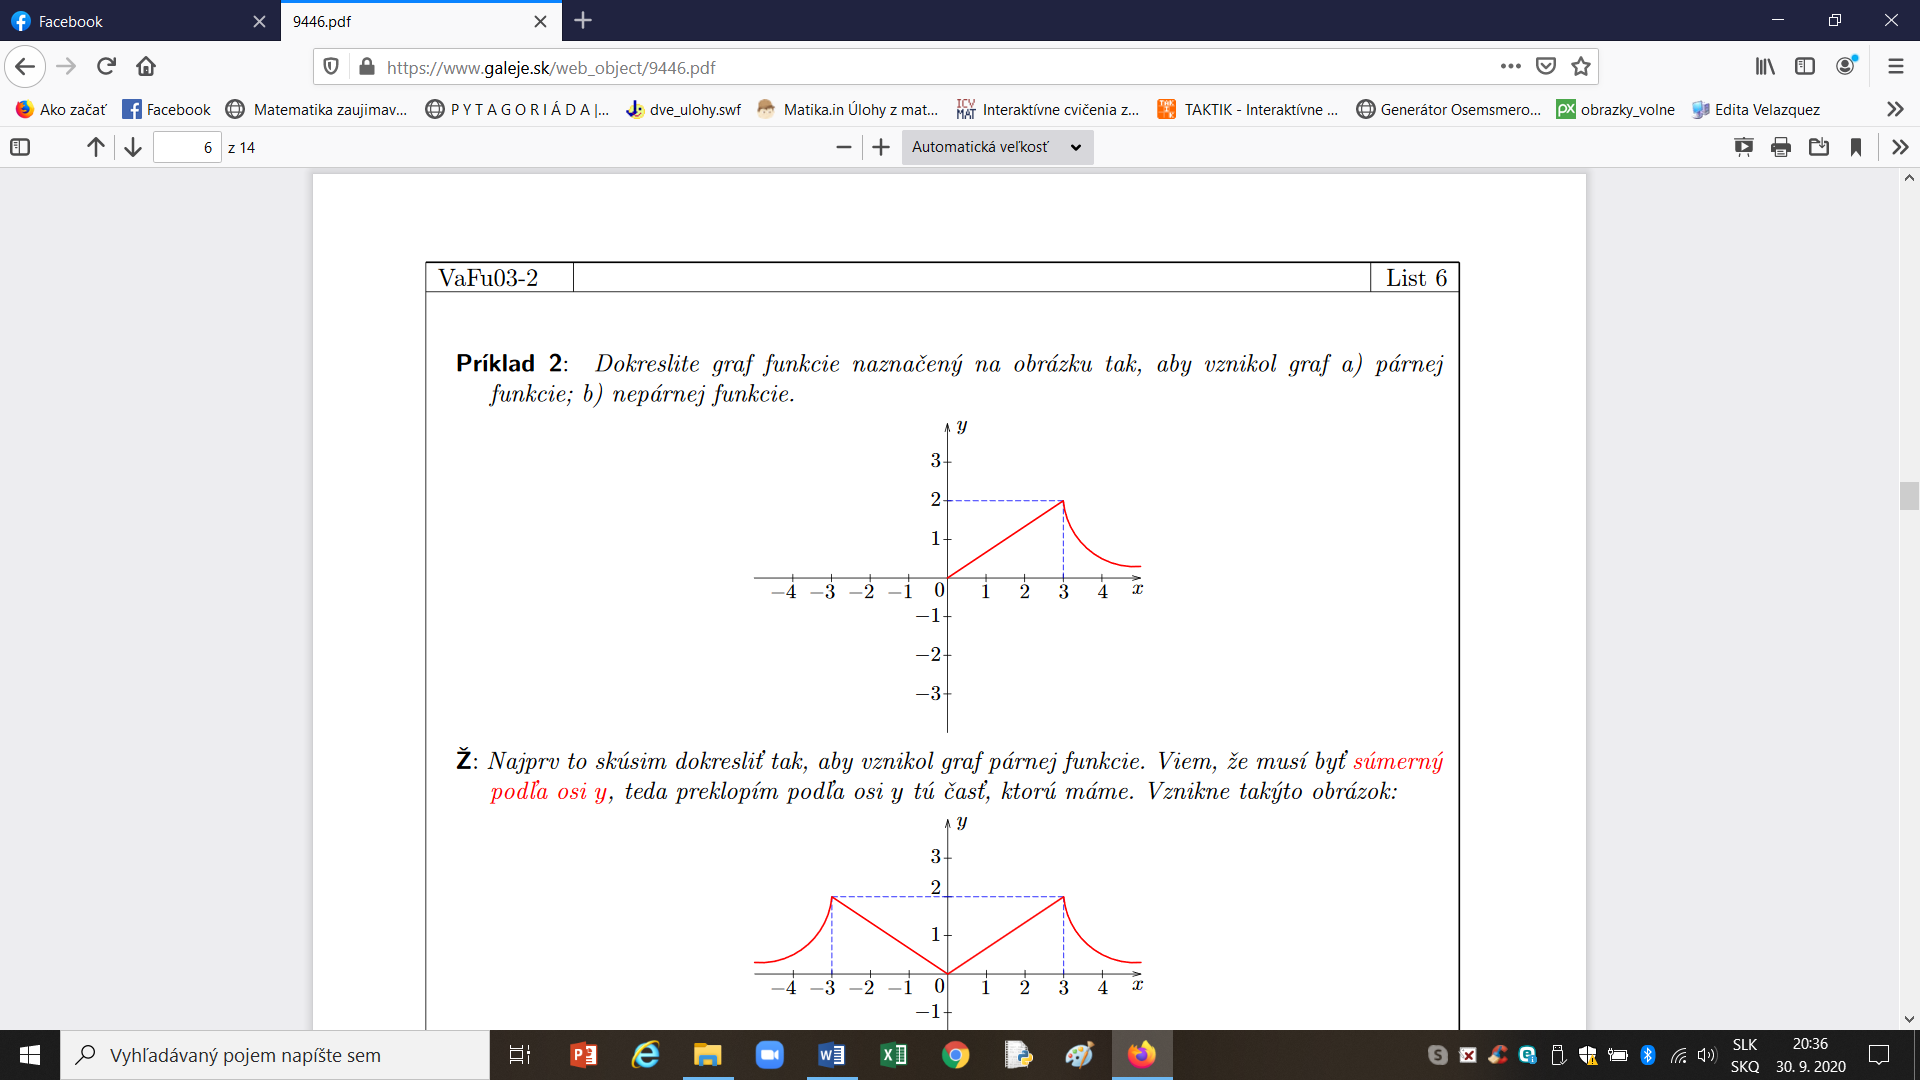 Facebook
9446.pdf
https://www.galeje.sk/web_object/9446.pdf
Ako začať
Facebook
Matematika zaujimav...
P Y T A G O R I Á D A |...
dve_ulohy.swf
Matika.in Úlohy z mat...
Interaktívne cvičenia z...
TAKTIK - Interaktívne ...
Generátor Osemsmero...
obrazky_volne
Edita Velazquez
6 z 14
Automatická veľkosť
VaFu03-2
List 6
Príklad 2: Dokreslite graf funkcie naznačený na obrázku tak, aby vznikol graf a) párnej
funkcie; b) nepárnej funkcie.
y
3
2
1
−4 −3 −2 −1 0 1 2 3 4 x
−1
−2
−3
Ž: Najprv to skúsim dokresliť tak, aby vznikol graf párnej funkcie. Viem, že musí byť súmerný
podľa osi y, teda preklopím podľa osi y tú časť, ktorú máme. Vznikne takýto obrázok:
y
3
2
1
−4 −3 −2 −1 0 1 2 3 4 x
−1
Vyhľadávaný pojem napíšte sem
SLK
SKQ
20:36
30. 9. 2020